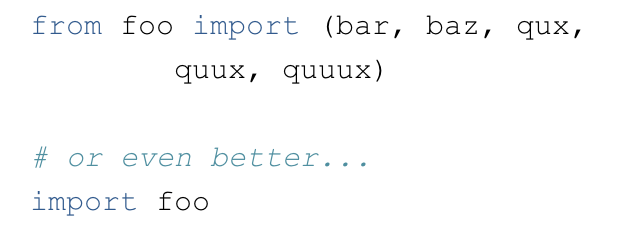 from foo import (bar, baz, qux,
        quux, quuux)

# or even better...
import foo